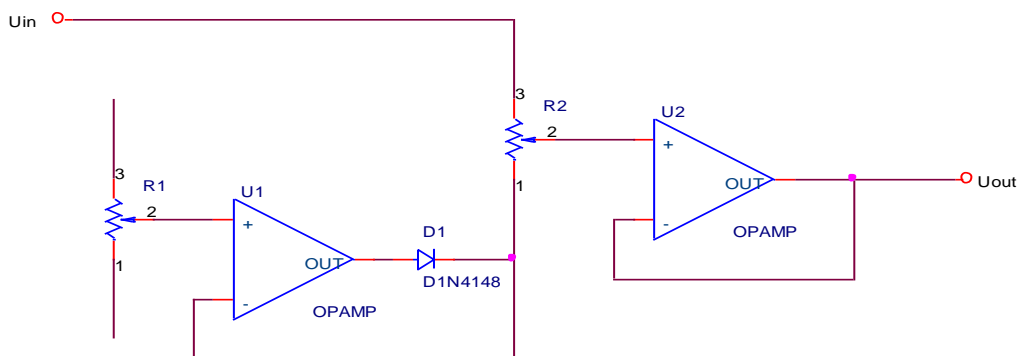 Uin
3
R2
U2
2
+
3
R1
U1
1
OUT
Uout
2
+
-
OPAMP
D1
1
OUT
D1N4148
-
OPAMP